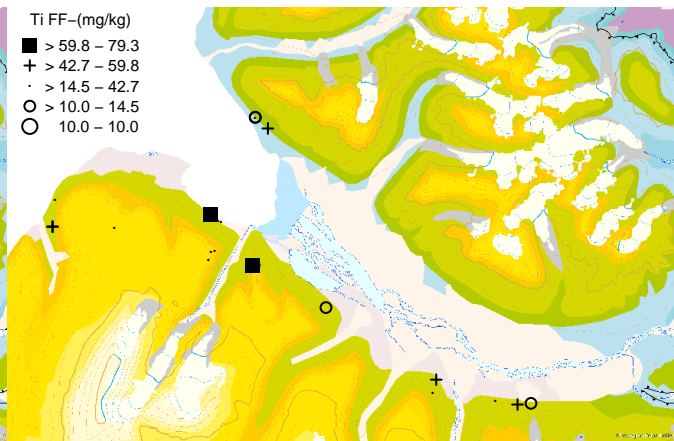 Ti FF−(mg/kg)
> 59.8 − 79.3
> 42.7 − 59.8
> 14.5 − 42.7
> 10.0 − 14.5
10.0 − 10.0